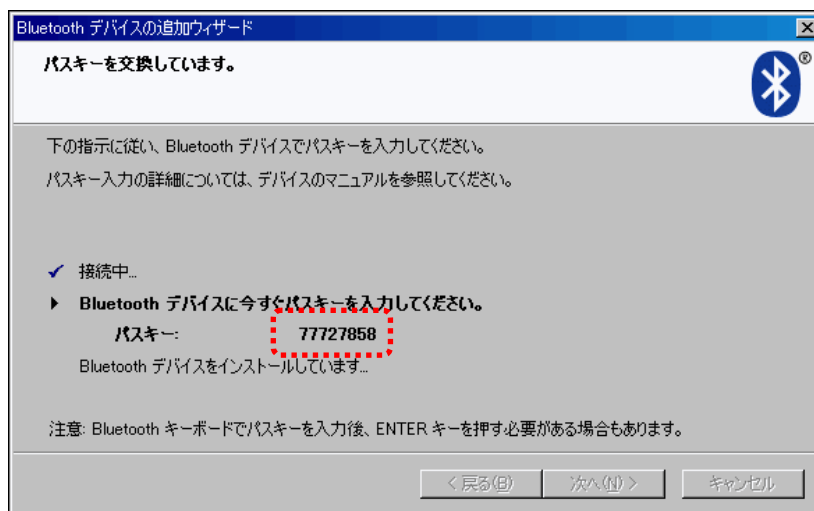 Bluetooth デバイスの追加ウィザード
パスキーを交換しています。
®
下の指示に従い、Bluetooth デバイスでパスキーを入力してください。
パスキー入力の詳細については、デバイスのマニュアルを参照してください。
接続中...
Bluetooth デバイスに今すぐパスキーを入力してください。
パスキー: 77727858
Bluetooth デバイスをインストールしています...
注意: Bluetooth キーボードでパスキーを入力後、ENTER キーを押す必要がある場合もあります。
< 戻る(B) 次へ(N) > キャンセル